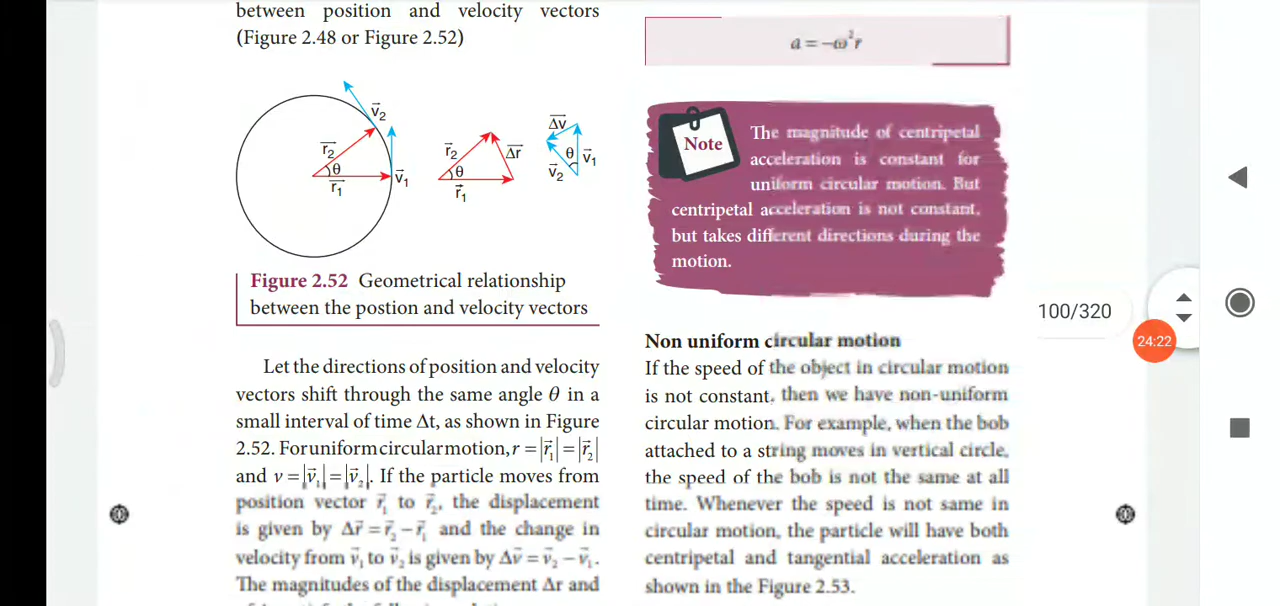 between position and velocity vectors
(Figure 2.48 or Figure 2.52)
v⃗2
r⃗2
θ
r⃗1
v⃗1
r⃗2
Δr⃗
θ
r⃗1
Δv⃗
θ
v⃗1
v⃗2
Figure 2.52 Geometrical relationship
between the postion and velocity vectors
Let the directions of position and velocity
vectors shift through the same angle θ in a
small interval of time Δt, as shown in Figure
2.52. For uniform circular motion, r = |r⃗1| = |r⃗2|
and v = |v⃗1| = |v⃗2|. If the particle moves from
position vector r⃗1 to r⃗2, the displacement
is given by Δr⃗ = r⃗2 − r⃗1 and the change in
velocity from v⃗1 to v⃗2 is given by Δv⃗ = v⃗2 − v⃗1.
The magnitudes of the displacement Δr and
a = −ω²r
Note
The magnitude of centripetal
acceleration is constant for
uniform circular motion. But
centripetal acceleration is not constant,
but takes different directions during the
motion.
Non uniform circular motion
If the speed of the object in circular motion
is not constant, then we have non-uniform
circular motion. For example, when the bob
attached to a string moves in vertical circle,
the speed of the bob is not the same at all
time. Whenever the speed is not same in
circular motion, the particle will have both
centripetal and tangential acceleration as
shown in the Figure 2.53.
100/320
24:22